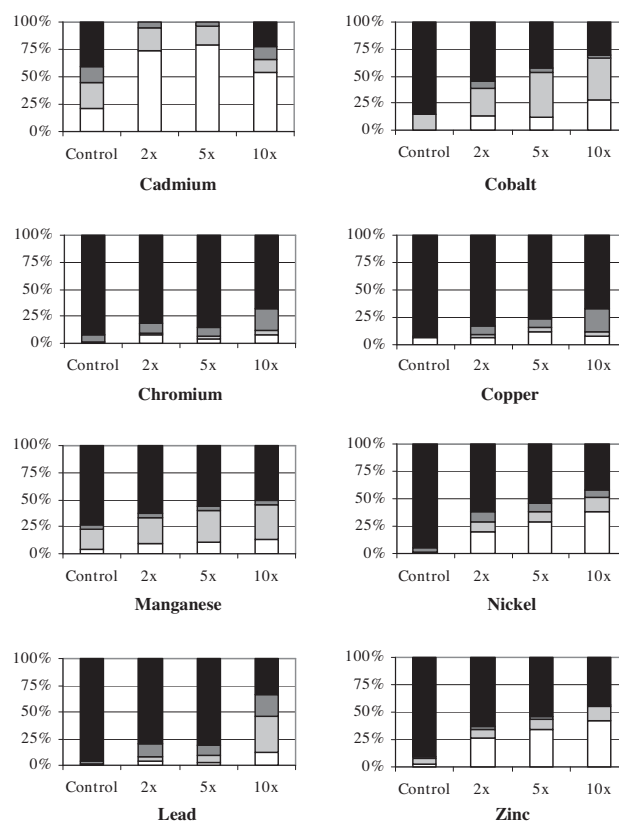 100%
75%
50%
25%
0%
Control 2x 5x 10x
Cadmium
100%
75%
50%
25%
0%
Control 2x 5x 10x
Cobalt
100%
75%
50%
25%
0%
Control 2x 5x 10x
Chromium
100%
75%
50%
25%
0%
Control 2x 5x 10x
Copper
100%
75%
50%
25%
0%
Control 2x 5x 10x
Manganese
100%
75%
50%
25%
0%
Control 2x 5x 10x
Nickel
100%
75%
50%
25%
0%
Control 2x 5x 10x
Lead
100%
75%
50%
25%
0%
Control 2x 5x 10x
Zinc